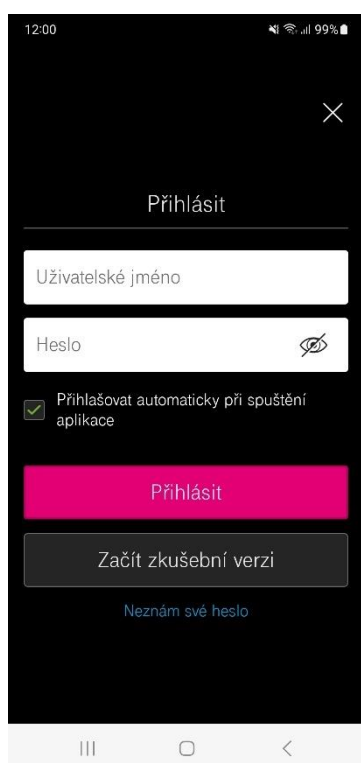 12:00
99%
Přihlásit
Uživatelské jméno
Heslo
Přihlašovat automaticky při spuštění
aplikace
Přihlásit
Začít zkušební verzi
Neznám své heslo